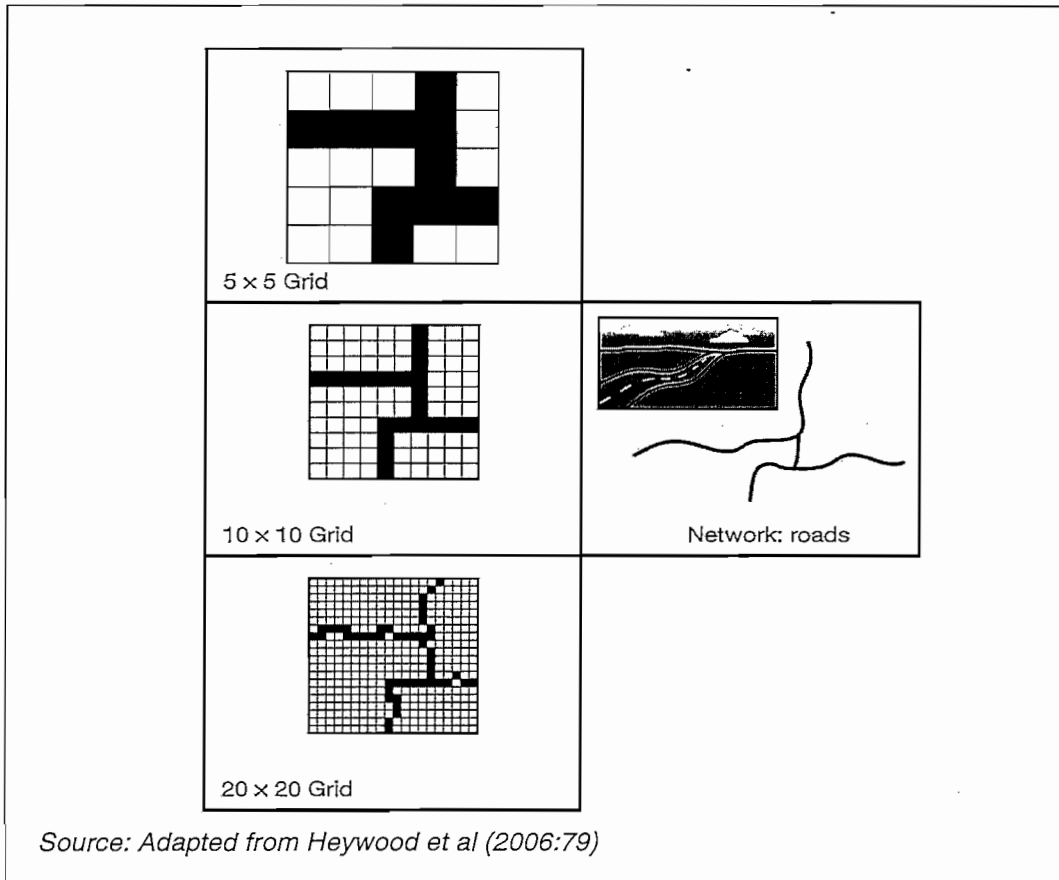 5 × 5 Grid
10 × 10 Grid
Network: roads
20 × 20 Grid
Source: Adapted from Heywood et al (2006:79)